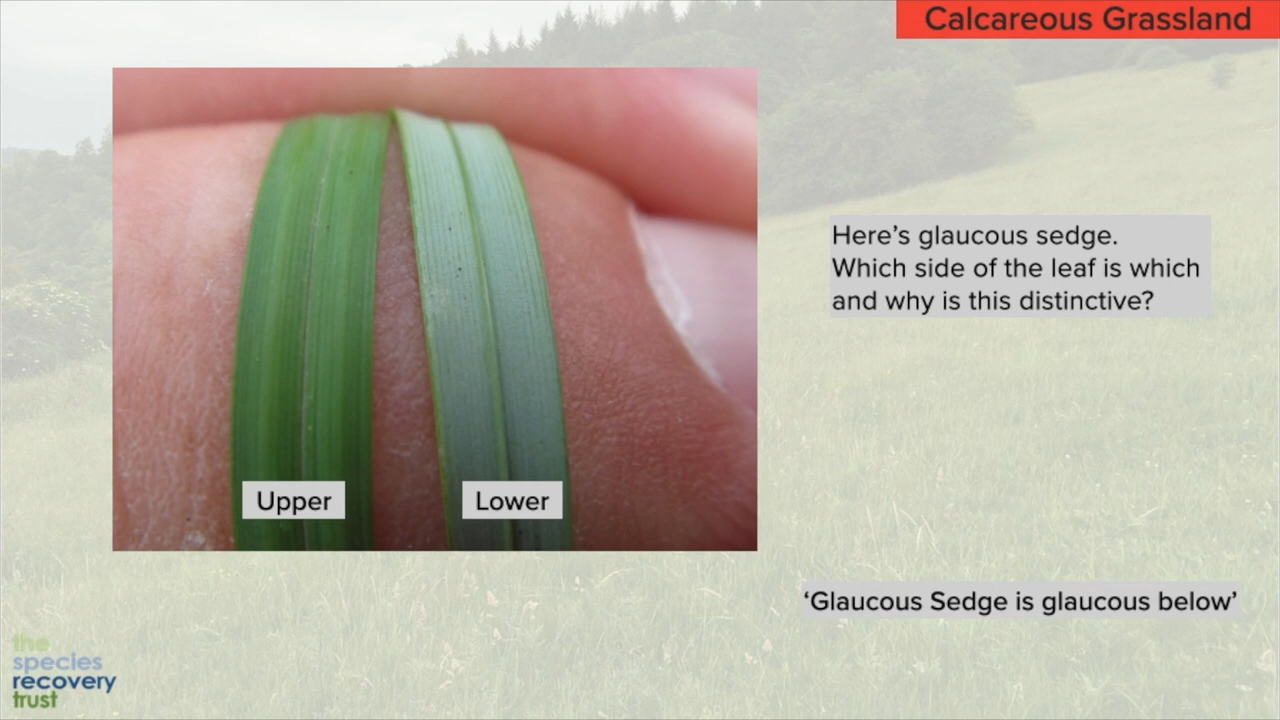 Calcareous Grassland
Here’s glaucous sedge.
Which side of the leaf is which
and why is this distinctive?
Upper
Lower
‘Glaucous Sedge is glaucous below’
the
species
recovery
trust